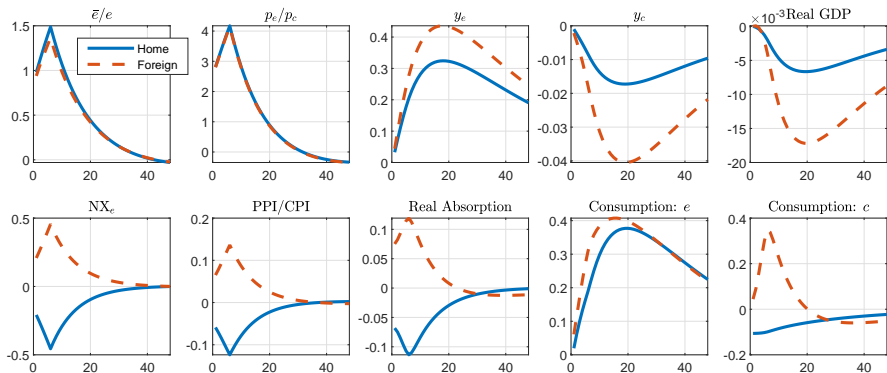 ē/e
p_e/p_c
y_e
y_c
×10⁻³ Real GDP
1.5
1
0.5
0
0 20 40
Home
Foreign
4
3
2
1
0
0 20 40
0.4
0.3
0.2
0.1
0
0 20 40
0
-0.01
-0.02
-0.03
-0.04
0 20 40
0
-5
-10
-15
-20
0 20 40
NX_e
PPI/CPI
Real Absorption
Consumption: e
Consumption: c
0.5
0
-0.5
0 20 40
0.2
0.1
0
-0.1
0 20 40
0.1
0.05
0
-0.05
-0.1
0 20 40
0.4
0.3
0.2
0.1
0
0 20 40
0.4
0.2
0
-0.2
0 20 40